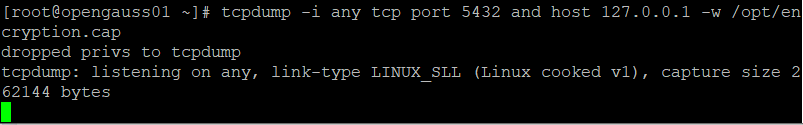 [root@opengauss01 ~]# tcpdump -i any tcp port 5432 and host 127.0.0.1 -w /opt/en
cryption.cap
dropped privs to tcpdump
tcpdump: listening on any, link-type LINUX_SLL (Linux cooked v1), capture size 2
62144 bytes